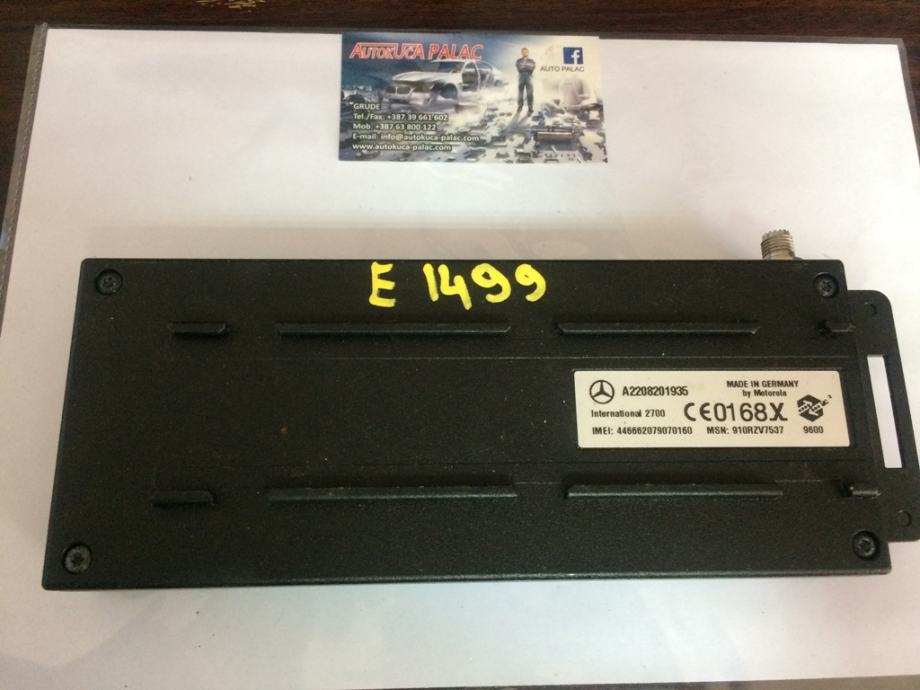 AUTOKUCA PALAC
AUTO PALAC
GRUDE
Tel./Fax: +387 39 661 602
Mob. +387 63 800 122
E-mail: info@autokuca-palac.com
www.autokuca-palac.com
E 1499
A2208201935
MADE IN GERMANY
by Motorola
International 2700
CE0168X
IMEI: 446662079070160
MSN: 910RZV7537
9600